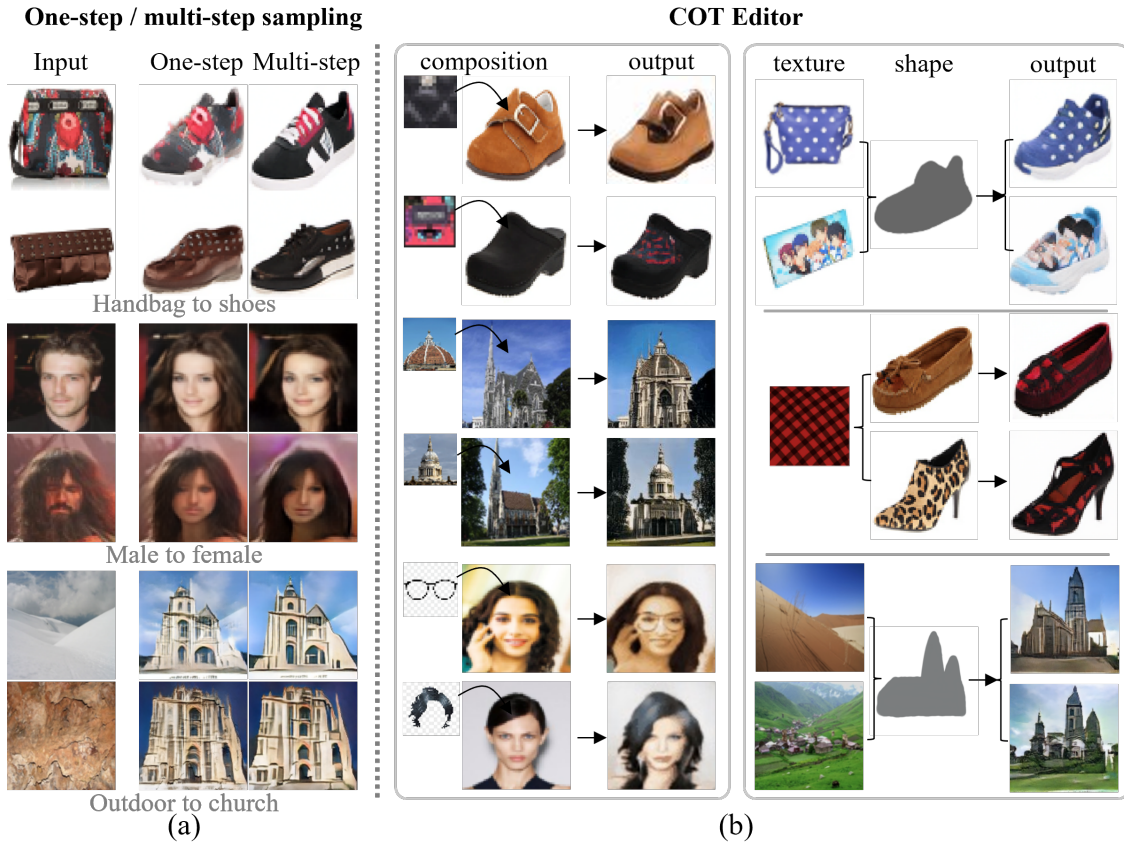 One-step / multi-step sampling
COT Editor
Input
One-step
Multi-step
composition
output
texture
shape
output
Handbag to shoes
Male to female
Outdoor to church
(a)
(b)